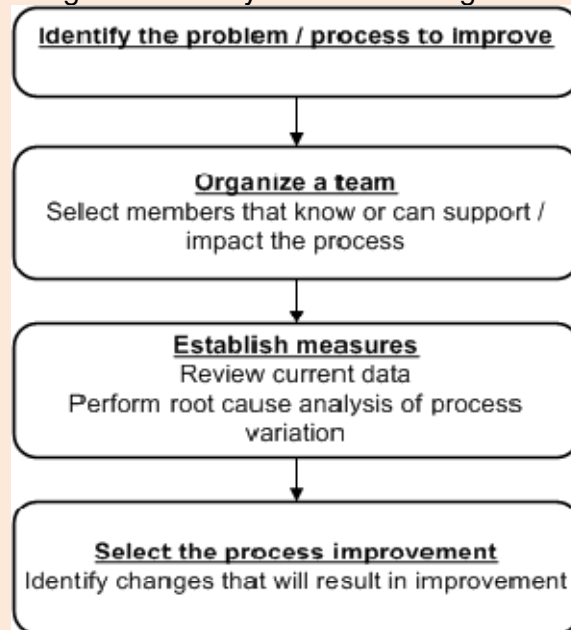 Identify the problem / process to improve
Organize a team
Select members that know or can support /
impact the process
Establish measures
Review current data
Perform root cause analysis of process
variation
Select the process improvement
Identify changes that will result in improvement